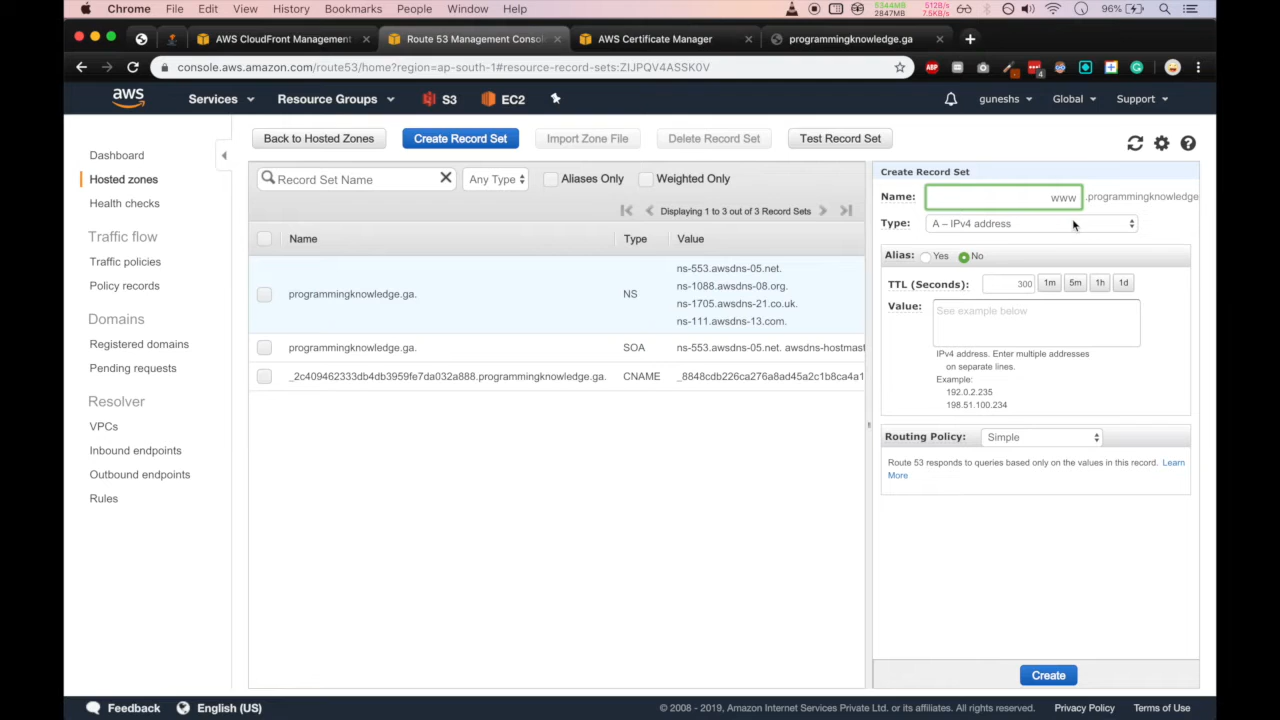 Chrome File Edit View History Bookmarks People Window Help 5344MB 2847MB 512B/s 7.5KB/s 96%
AWS CloudFront Management Route 53 Management Consol AWS Certificate Manager programmingknowledge.ga
console.aws.amazon.com/route53/home?region=ap-south-1#resource-record-sets:ZIJPQV4ASSK0V ABP 4
aws Services Resource Groups S3 EC2 guneshs Global Support
Dashboard
Hosted zones
Health checks
Traffic flow
Traffic policies
Policy records
Domains
Registered domains
Pending requests
Resolver
VPCs
Inbound endpoints
Outbound endpoints
Rules
Back to Hosted Zones Create Record Set Import Zone File Delete Record Set Test Record Set
Record Set Name Any Type Aliases Only Weighted Only
Displaying 1 to 3 out of 3 Record Sets
Name Type Value
programmingknowledge.ga. NS ns-553.awsdns-05.net.
ns-1088.awsdns-08.org.
ns-1705.awsdns-21.co.uk.
ns-111.awsdns-13.com.
programmingknowledge.ga. SOA ns-553.awsdns-05.net. awsdns-hostmast
_2c409462333db4db3959fe7da032a888.programmingknowledge.ga. CNAME _8848cdb226ca276a8ad45a2c1b8ca4a1
Create Record Set
Name: www .programmingknowledge
Type: A – IPv4 address
Alias: Yes No
TTL (Seconds): 300 1m 5m 1h 1d
Value: See example below
IPv4 address. Enter multiple addresses
on separate lines.
Example:
192.0.2.235
198.51.100.234
Routing Policy: Simple
Route 53 responds to queries based only on the values in this record. Learn
More
Create
Feedback English (US) © 2008 - 2019, Amazon Internet Services Private Ltd. or its affiliates. All rights reserved. Privacy Policy Terms of Use